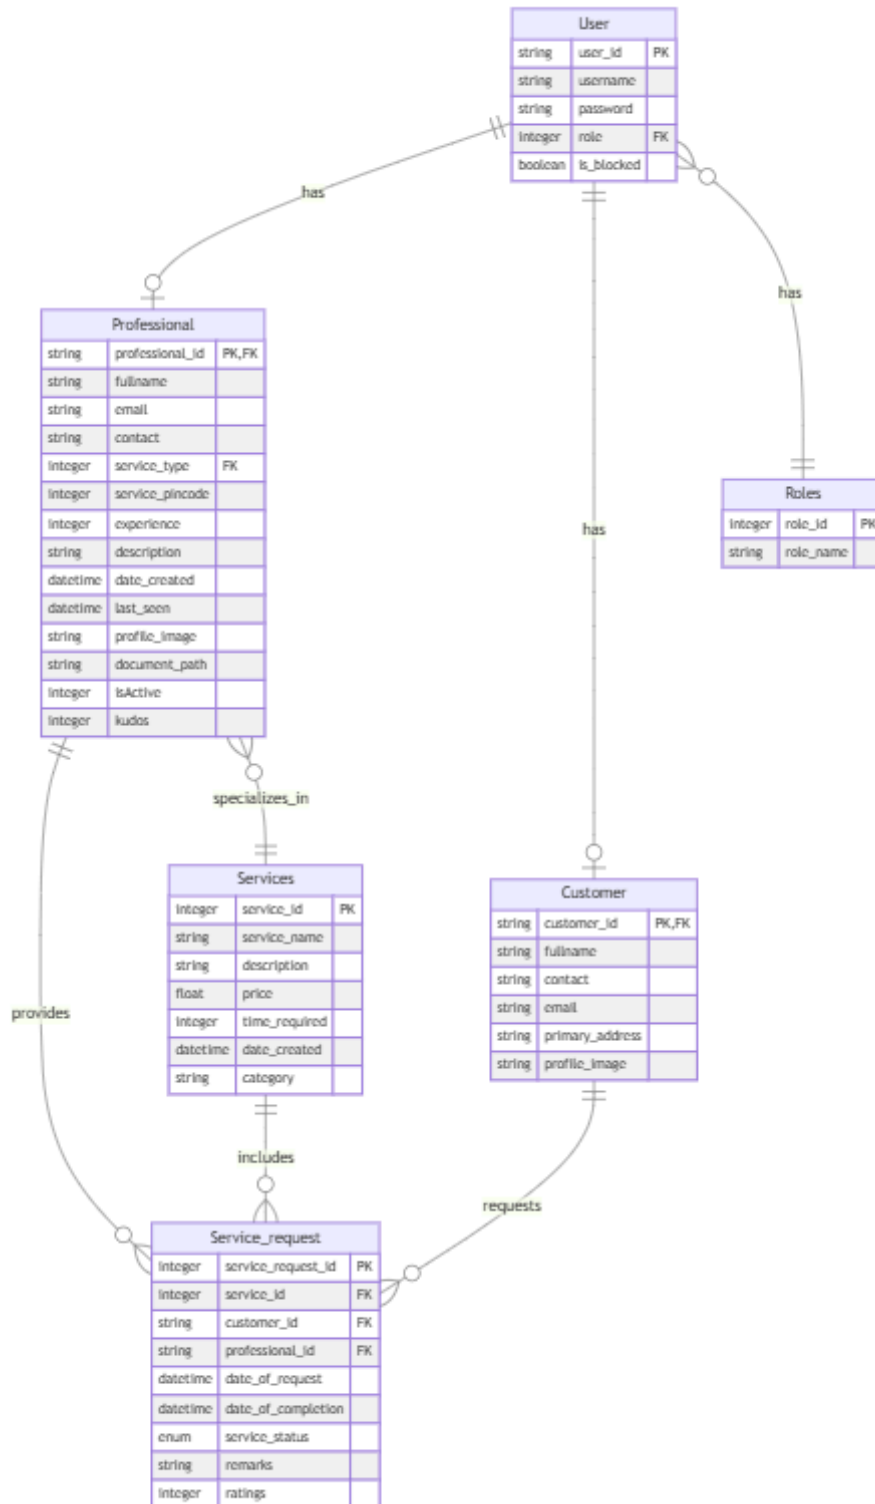 User
string user_id PK
string username
string password
integer role FK
boolean is_blocked
has
has
Professional
string professional_id PK,FK
string fullname
string email
string contact
integer service_type FK
integer service_pincode
integer experience
string description
datetime date_created
datetime last_seen
string profile_image
string document_path
integer isActive
integer kudos
Roles
integer role_id PK
string role_name
has
specializes_in
Services
integer service_id PK
string service_name
string description
float price
integer time_required
datetime date_created
string category
Customer
string customer_id PK,FK
string fullname
string contact
string email
string primary_address
string profile_image
provides
includes
requests
Service_request
integer service_request_id PK
integer service_id FK
string customer_id FK
string professional_id FK
datetime date_of_request
datetime date_of_completion
enum service_status
string remarks
integer ratings